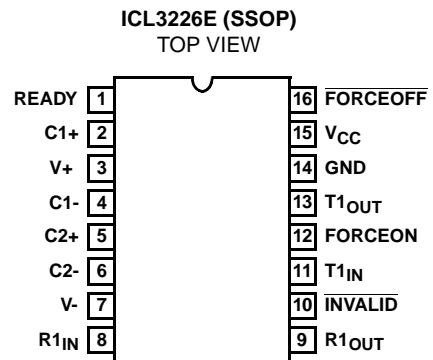 ICL3226E (SSOP)
TOP VIEW
READY 1 16 FORCEOFF
C1+ 2 15 VCC
V+ 3 14 GND
C1- 4 13 T1OUT
C2+ 5 12 FORCEON
C2- 6 11 T1IN
V- 7 10 INVALID
R1IN 8 9 R1OUT